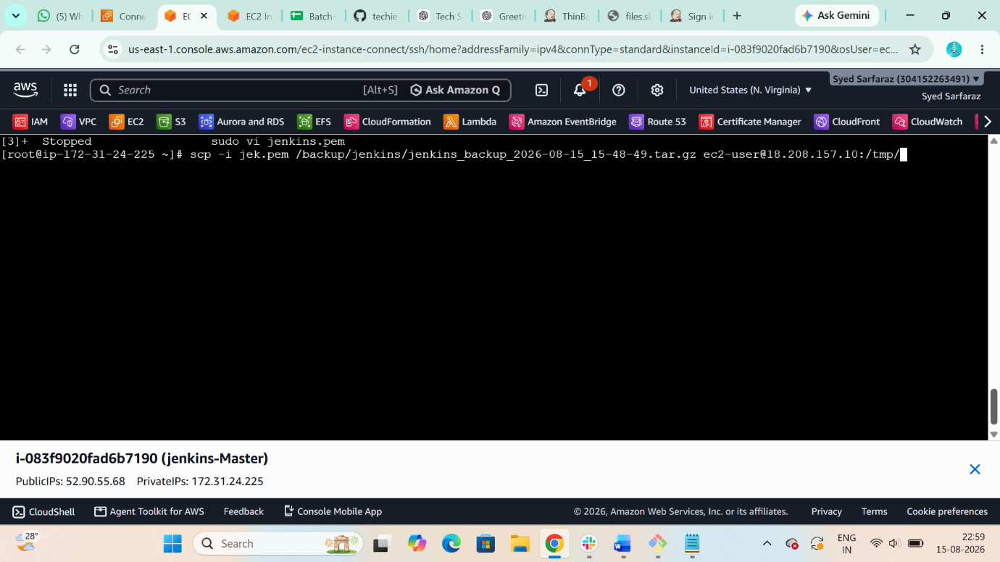 (5) Wh
Conne
EC
EC2 In
Batch-
techie-
Tech S
Greetin
ThinBa
files.sl
Sign in
Ask Gemini
us-east-1.console.aws.amazon.com/ec2-instance-connect/ssh/home?addressFamily=ipv4&connType=standard&instanceId=i-083f9020fad6b7190&osUser=ec...
aws
Search
[Alt+S]
Ask Amazon Q
1
United States (N. Virginia)
Syed Sarfaraz (304152263491)
Syed Sarfaraz
IAM
VPC
EC2
S3
Aurora and RDS
EFS
CloudFormation
Lambda
Amazon EventBridge
Route 53
Certificate Manager
CloudFront
CloudWatch
[3]+  Stopped                 sudo vi jenkins.pem
[root@ip-172-31-24-225 ~]# scp -i jek.pem /backup/jenkins/jenkins_backup_2026-08-15_15-48-49.tar.gz ec2-user@18.208.157.10:/tmp/
i-083f9020fad6b7190 (jenkins-Master)
PublicIPs: 52.90.55.68 PrivateIPs: 172.31.24.225
CloudShell
Agent Toolkit for AWS
Feedback
Console Mobile App
© 2026, Amazon Web Services, Inc. or its affiliates.
Privacy
Terms
Cookie preferences
28°
Search
ENG
IN
22:59
15-08-2026